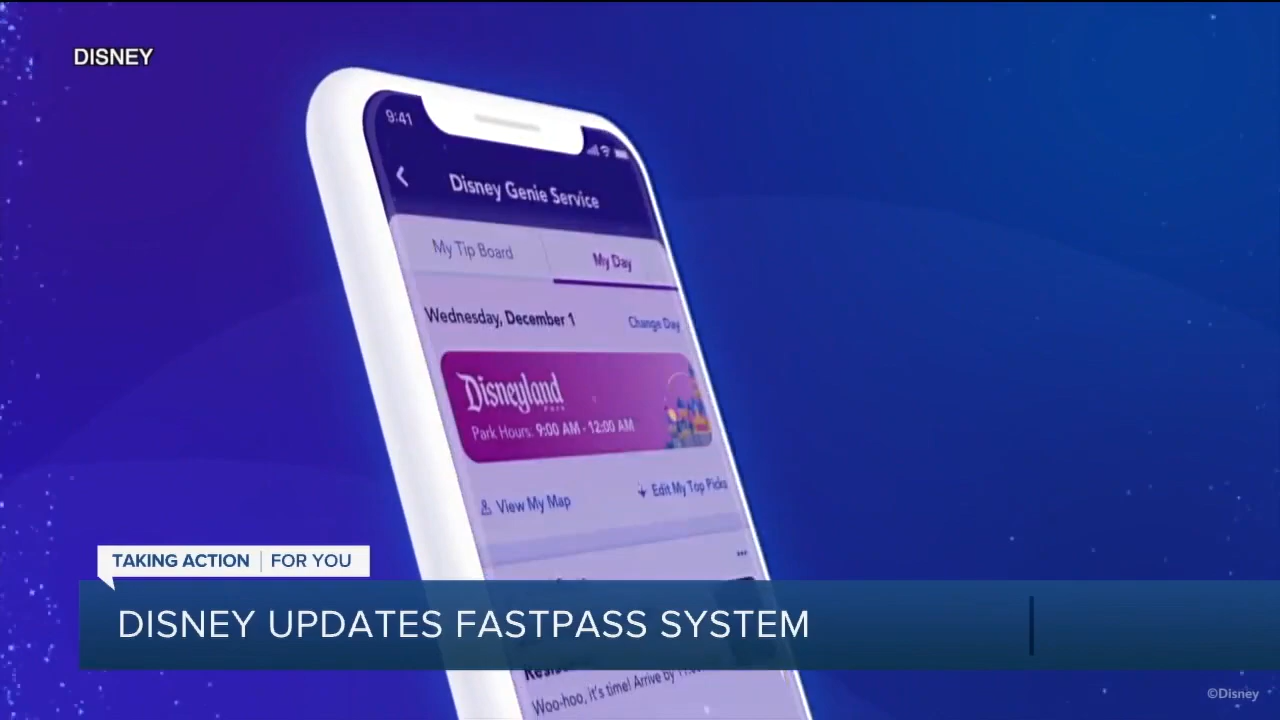 DISNEY
9:41
Disney Genie Service
My Tip Board
My Day
Wednesday, December 1
Change Day
Disneyland
PARK
Park Hours: 9:00 AM - 12:00 AM
View My Map
Edit My Top Picks
TAKING ACTION | FOR YOU
DISNEY UPDATES FASTPASS SYSTEM
Woo-hoo, it's time! Arrive by
©Disney